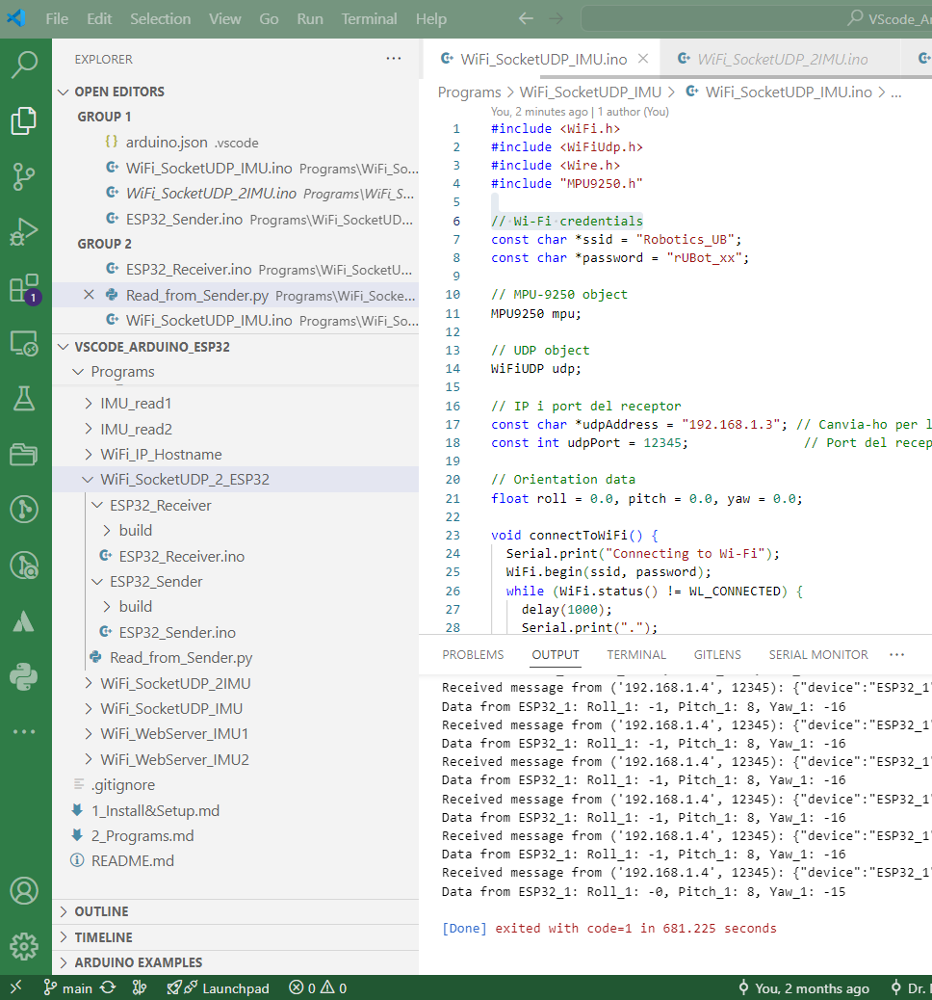 File Edit Selection View Go Run Terminal Help
VScode_Ar
EXPLORER
OPEN EDITORS
GROUP 1
arduino.json .vscode
WiFi_SocketUDP_IMU.ino Programs\WiFi_So...
WiFi_SocketUDP_2IMU.ino Programs\WiFi_S...
ESP32_Sender.ino Programs\WiFi_SocketUD...
GROUP 2
ESP32_Receiver.ino Programs\WiFi_SocketU...
Read_from_Sender.py Programs\WiFi_Socke...
WiFi_SocketUDP_IMU.ino Programs\WiFi_So...
1
VSCODE_ARDUINO_ESP32
Programs
IMU_read1
IMU_read2
WiFi_IP_Hostname
WiFi_SocketUDP_2_ESP32
ESP32_Receiver
build
ESP32_Receiver.ino
ESP32_Sender
build
ESP32_Sender.ino
Read_from_Sender.py
WiFi_SocketUDP_2IMU
WiFi_SocketUDP_IMU
WiFi_WebServer_IMU1
WiFi_WebServer_IMU2
.gitignore
1_Install&Setup.md
2_Programs.md
README.md
OUTLINE
TIMELINE
ARDUINO EXAMPLES
WiFi_SocketUDP_IMU.ino
WiFi_SocketUDP_2IMU.ino
Programs > WiFi_SocketUDP_IMU > WiFi_SocketUDP_IMU.ino > ...
You, 2 minutes ago | 1 author (You)
1 #include <WiFi.h>
2 #include <WiFiUdp.h>
3 #include <Wire.h>
4 #include "MPU9250.h"
5
6 // Wi-Fi credentials
7 const char *ssid = "Robotics_UB";
8 const char *password = "rUBot_xx";
9
10 // MPU-9250 object
11 MPU9250 mpu;
12
13 // UDP object
14 WiFiUDP udp;
15
16 // IP i port del receptor
17 const char *udpAddress = "192.168.1.3"; // Canvia-ho per l
18 const int udpPort = 12345; // Port del recep
19
20 // Orientation data
21 float roll = 0.0, pitch = 0.0, yaw = 0.0;
22
23 void connectToWiFi() {
24 Serial.print("Connecting to Wi-Fi");
25 WiFi.begin(ssid, password);
26 while (WiFi.status() != WL_CONNECTED) {
27 delay(1000);
28 Serial.print(".");
PROBLEMS OUTPUT TERMINAL GITLENS SERIAL MONITOR
Received message from ('192.168.1.4', 12345): {"device":"ESP32_1"
Data from ESP32_1: Roll_1: -1, Pitch_1: 8, Yaw_1: -16
Received message from ('192.168.1.4', 12345): {"device":"ESP32_1"
Data from ESP32_1: Roll_1: -1, Pitch_1: 8, Yaw_1: -16
Received message from ('192.168.1.4', 12345): {"device":"ESP32_1"
Data from ESP32_1: Roll_1: -1, Pitch_1: 8, Yaw_1: -16
Received message from ('192.168.1.4', 12345): {"device":"ESP32_1"
Data from ESP32_1: Roll_1: -1, Pitch_1: 8, Yaw_1: -16
Received message from ('192.168.1.4', 12345): {"device":"ESP32_1"
Data from ESP32_1: Roll_1: -1, Pitch_1: 8, Yaw_1: -16
Received message from ('192.168.1.4', 12345): {"device":"ESP32_1"
Data from ESP32_1: Roll_1: -0, Pitch_1: 8, Yaw_1: -15
[Done] exited with code=1 in 681.225 seconds
main Launchpad 0 0 You, 2 months ago Dr.